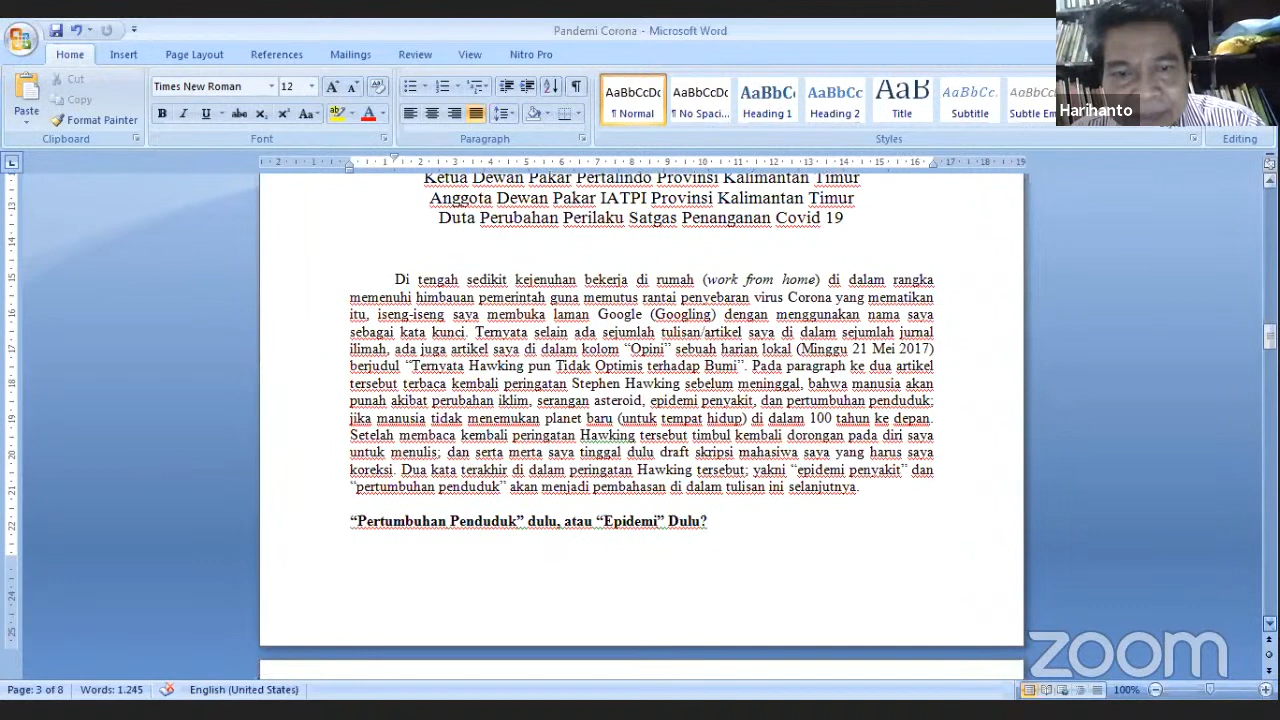 Pandemi Corona - Microsoft Word
Home Insert Page Layout References Mailings Review View Nitro Pro
Paste
Cut
Copy
Format Painter
Clipboard
Times New Roman 12
Font
Paragraph
AaBbCcDc AaBbCcDc AaBbC AaBbCc AaB AaBbCc. AaBbCc
¶ Normal ¶ No Spaci... Heading 1 Heading 2 Title Subtitle Subtle Em
Styles
Editing
Harihanto
Ketua Dewan Pakar Pertalindo Provinsi Kalimantan Timur
Anggota Dewan Pakar IATPI Provinsi Kalimantan Timur
Duta Perubahan Perilaku Satgas Penanganan Covid 19
Di tengah sedikit kejenuhan bekerja di rumah (work from home) di dalam rangka
memenuhi himbauan pemerintah guna memutus rantai penyebaran virus Corona yang mematikan
itu, iseng-iseng saya membuka laman Google (Googling) dengan menggunakan nama saya
sebagai kata kunci. Ternyata selain ada sejumlah tulisan/artikel saya di dalam sejumlah jurnal
ilimah, ada juga artikel saya di dalam kolom “Opini” sebuah harian lokal (Minggu 21 Mei 2017)
berjudul “Ternyata Hawking pun Tidak Optimis terhadap Bumi”. Pada paragraph ke dua artikel
tersebut terbaca kembali peringatan Stephen Hawking sebelum meninggal, bahwa manusia akan
punah akibat perubahan iklim, serangan asteroid, epidemi penyakit, dan pertumbuhan penduduk;
jika manusia tidak menemukan planet baru (untuk tempat hidup) di dalam 100 tahun ke depan.
Setelah membaca kembali peringatan Hawking tersebut timbul kembali dorongan pada diri saya
untuk menulis; dan serta merta saya tinggal dulu draft skripsi mahasiwa saya yang harus saya
koreksi. Dua kata terakhir di dalam peringatan Hawking tersebut; yakni “epidemi penyakit” dan
“pertumbuhan penduduk” akan menjadi pembahasan di dalam tulisan ini selanjutnya.
“Pertumbuhan Penduduk” dulu, atau “Epidemi” Dulu?
zoom
Page: 3 of 8 Words: 1.245 English (United States) 100%